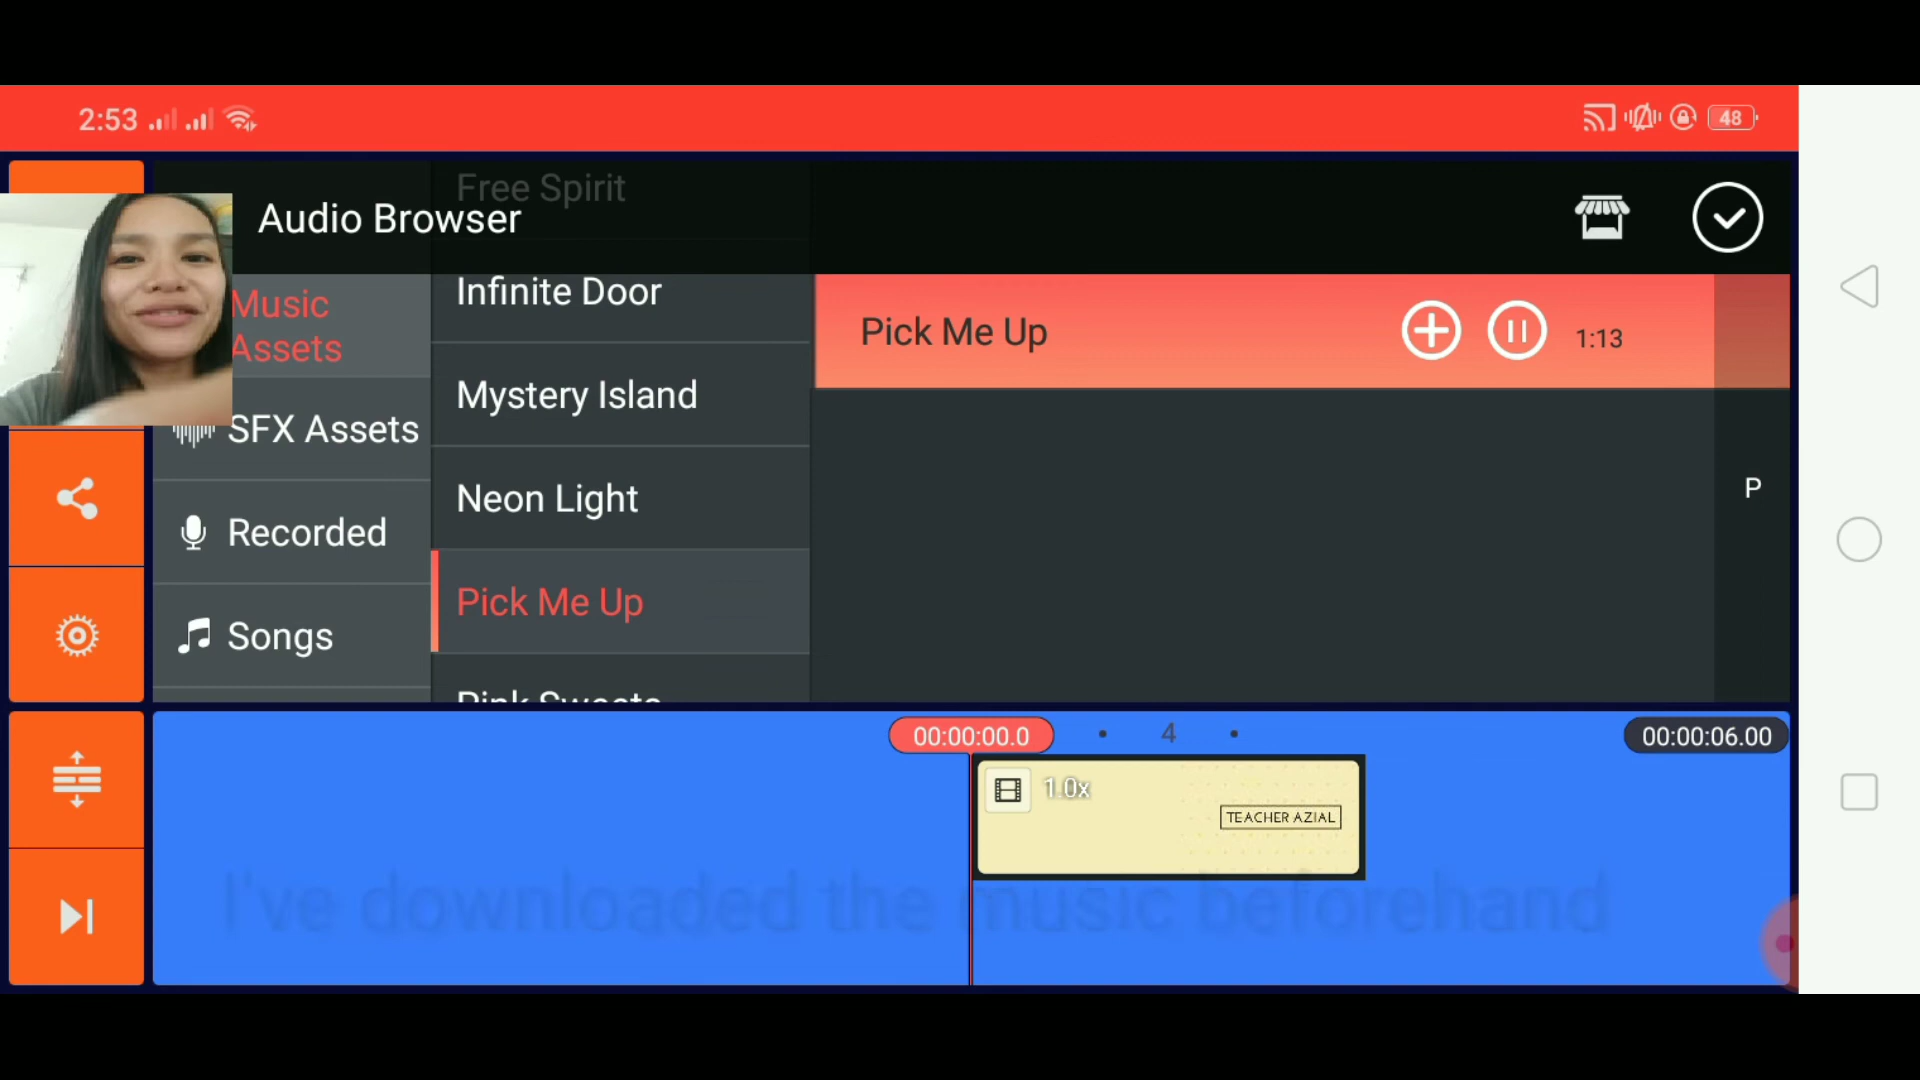 2:53
48
Free Spirit
Audio Browser
Music
Assets
Infinite Door
Pick Me Up
1:13
Mystery Island
SFX Assets
Neon Light
P
Recorded
Pick Me Up
Songs
Pink Sweets
00:00:00.0
4
00:00:06.00
1.0x
TEACHER AZIAL
I've downloaded the music beforehand